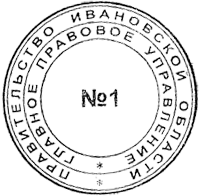 ПРАВИТЕЛЬСТВО ИВАНОВСКОЙ ОБЛАСТИ
ГЛАВНОЕ ПРАВОВОЕ УПРАВЛЕНИЕ
№1